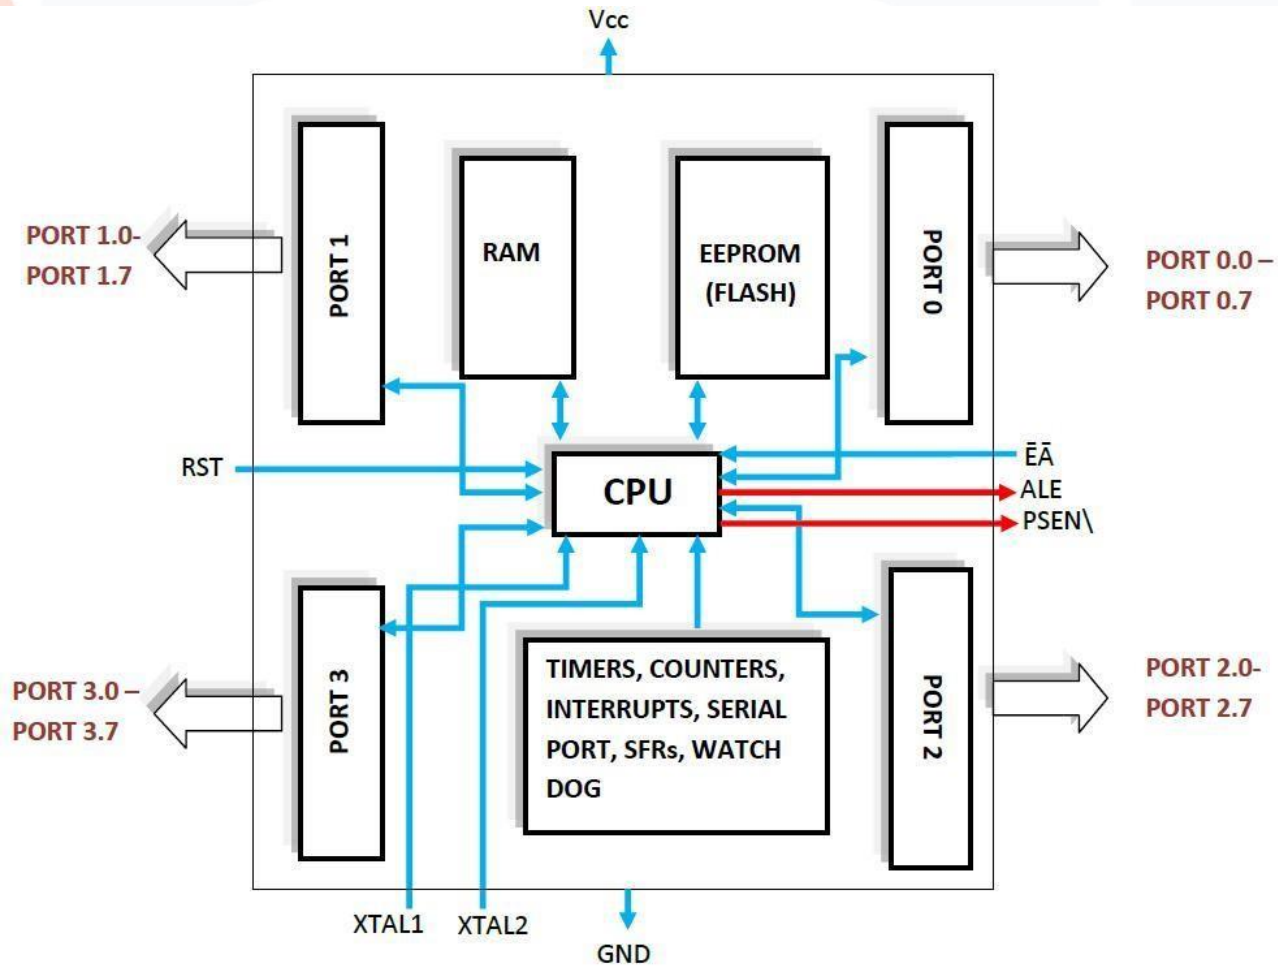 Vcc
PORT 1.0-
PORT 1.7
PORT 1
RAM
EEPROM
(FLASH)
PORT 0
PORT 0.0 –
PORT 0.7
RST
CPU
ĒĀ
ALE
PSEN\
PORT 3.0 –
PORT 3.7
PORT 3
TIMERS, COUNTERS,
INTERRUPTS, SERIAL
PORT, SFRs, WATCH
DOG
PORT 2
PORT 2.0-
PORT 2.7
XTAL1
XTAL2
GND